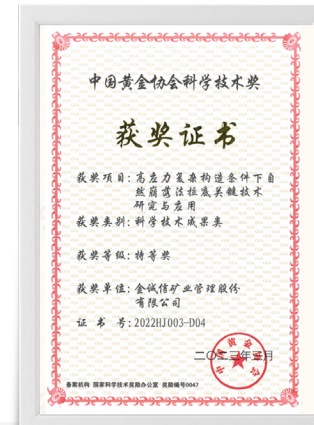 中国黄金协会科学技术奖
获奖证书
获奖项目：高应力复杂构造条件下自
然崩落法拉底关键技术
研究与应用
获奖类别：科学技术成果类
获奖等级：特等奖
获奖单位：金诚信矿业管理股份
有限公司
证 书 号：2022HJ003-D04
二〇二三年三月
备案机构 国家科学技术奖励办公室 奖励编号0047